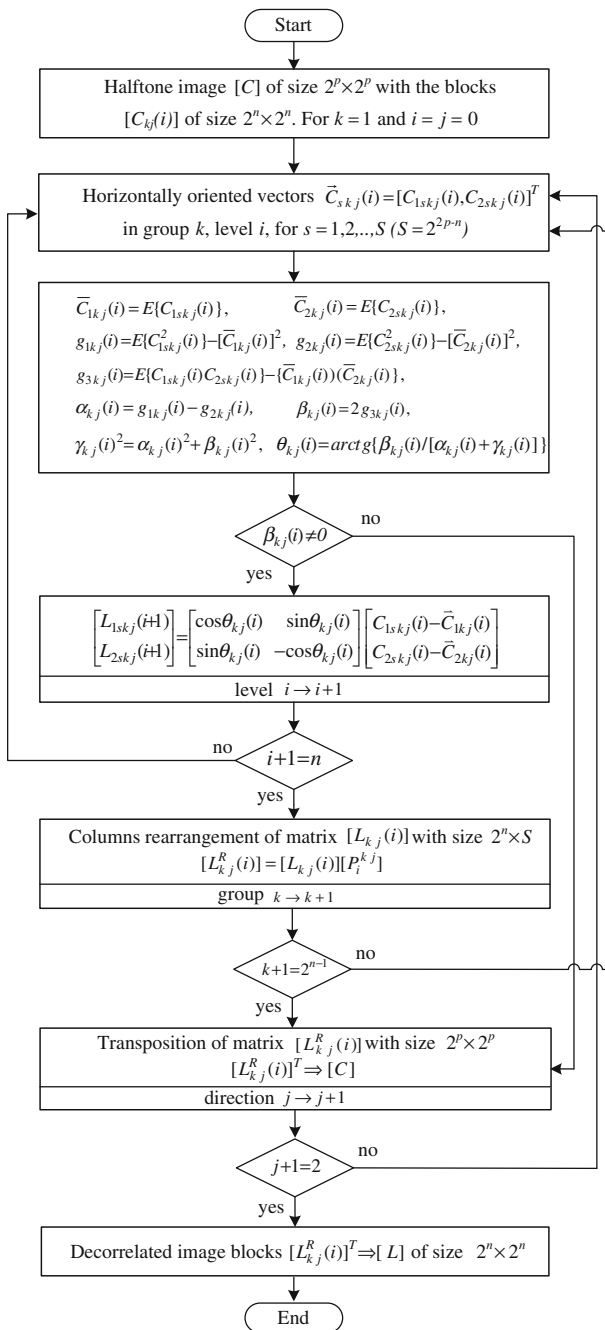 Start
Halftone image [C] of size 2^p×2^p with the blocks
[C_kj(i)] of size 2^n×2^n. For k=1 and i=j=0
Horizontally oriented vectors C⃗_skj(i)=[C_1skj(i),C_2skj(i)]^T
in group k, level i, for s=1,2,..,S (S=2^2p-n)
C̅_1kj(i)=E{C_1skj(i)}, C̅_2kj(i)=E{C_2skj(i)},
g_1kj(i)=E{C²_1skj(i)}–[C̅_1kj(i)]², g_2kj(i)=E{C²_2skj(i)}–[C̅_2kj(i)]²,
g_3kj(i)=E{C_1skj(i)C_2skj(i)}–{C̅_1kj(i))(C̅_2kj(i)},
α_kj(i)=g_1kj(i)–g_2kj(i), β_kj(i)=2g_3kj(i),
γ_kj(i)²=α_kj(i)²+β_kj(i)², θ_kj(i)=arctg{β_kj(i)/[α_kj(i)+γ_kj(i)]}
β_kj(i)≠0
no
yes
[L_1skj(i+1)] = [cosθ_kj(i) sinθ_kj(i)] [C_1skj(i)–C⃗_1kj(i)]
[L_2skj(i+1)] [sinθ_kj(i) –cosθ_kj(i)] [C_2skj(i)–C⃗_2kj(i)]
level i→i+1
no
i+1=n
yes
Columns rearrangement of matrix [L_kj(i)] with size 2^n×S
[L^R_kj(i)]=[L_kj(i)][P_i^kj]
group k→k+1
k+1=2^n–1
no
yes
Transposition of matrix [L^R_kj(i)] with size 2^p×2^p
[L^R_kj(i)]^T⇒[C]
direction j→j+1
j+1=2
no
yes
Decorrelated image blocks [L^R_kj(i)]^T⇒[L] of size 2^n×2^n
End